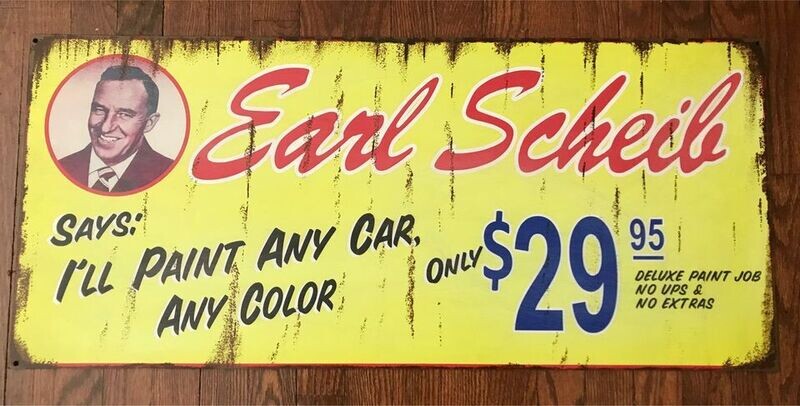 Earl Scheib
SAYS:
I'LL PAINT ANY CAR,
ANY COLOR
ONLY $29 95
DELUXE PAINT JOB
NO UPS &
NO EXTRAS